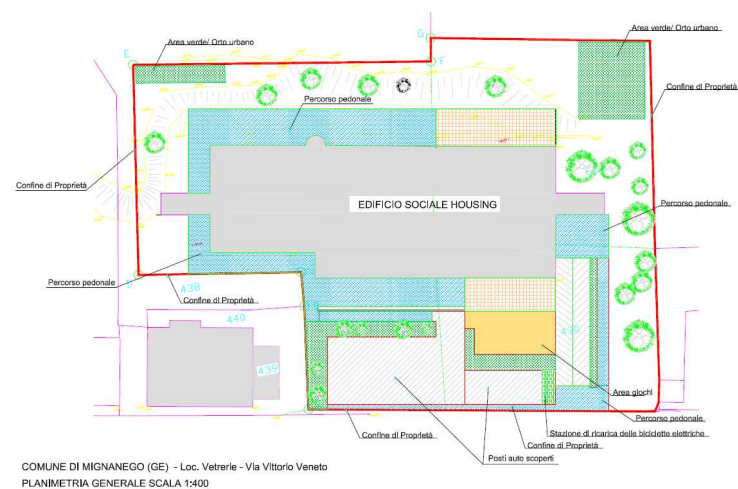 G
Area verde/ Orto urbano
Area verde/ Orto urbano
E
F
Confine di Proprietà
Percorso pedonale
Confine di Proprietà
EDIFICIO SOCIALE HOUSING
Percorso pedonale
Percorso pedonale
438
Confine di Proprietà
440
490
439
Area giochi
Percorso pedonale
Confine di Proprietà
Stazione di ricarica delle biciclette elettriche
Confine di Proprietà
Posti auto scoperti
COMUNE DI MIGNANEGO (GE) - Loc. Vetrerie - Via Vittorio Veneto
PLANIMETRIA GENERALE SCALA 1:400